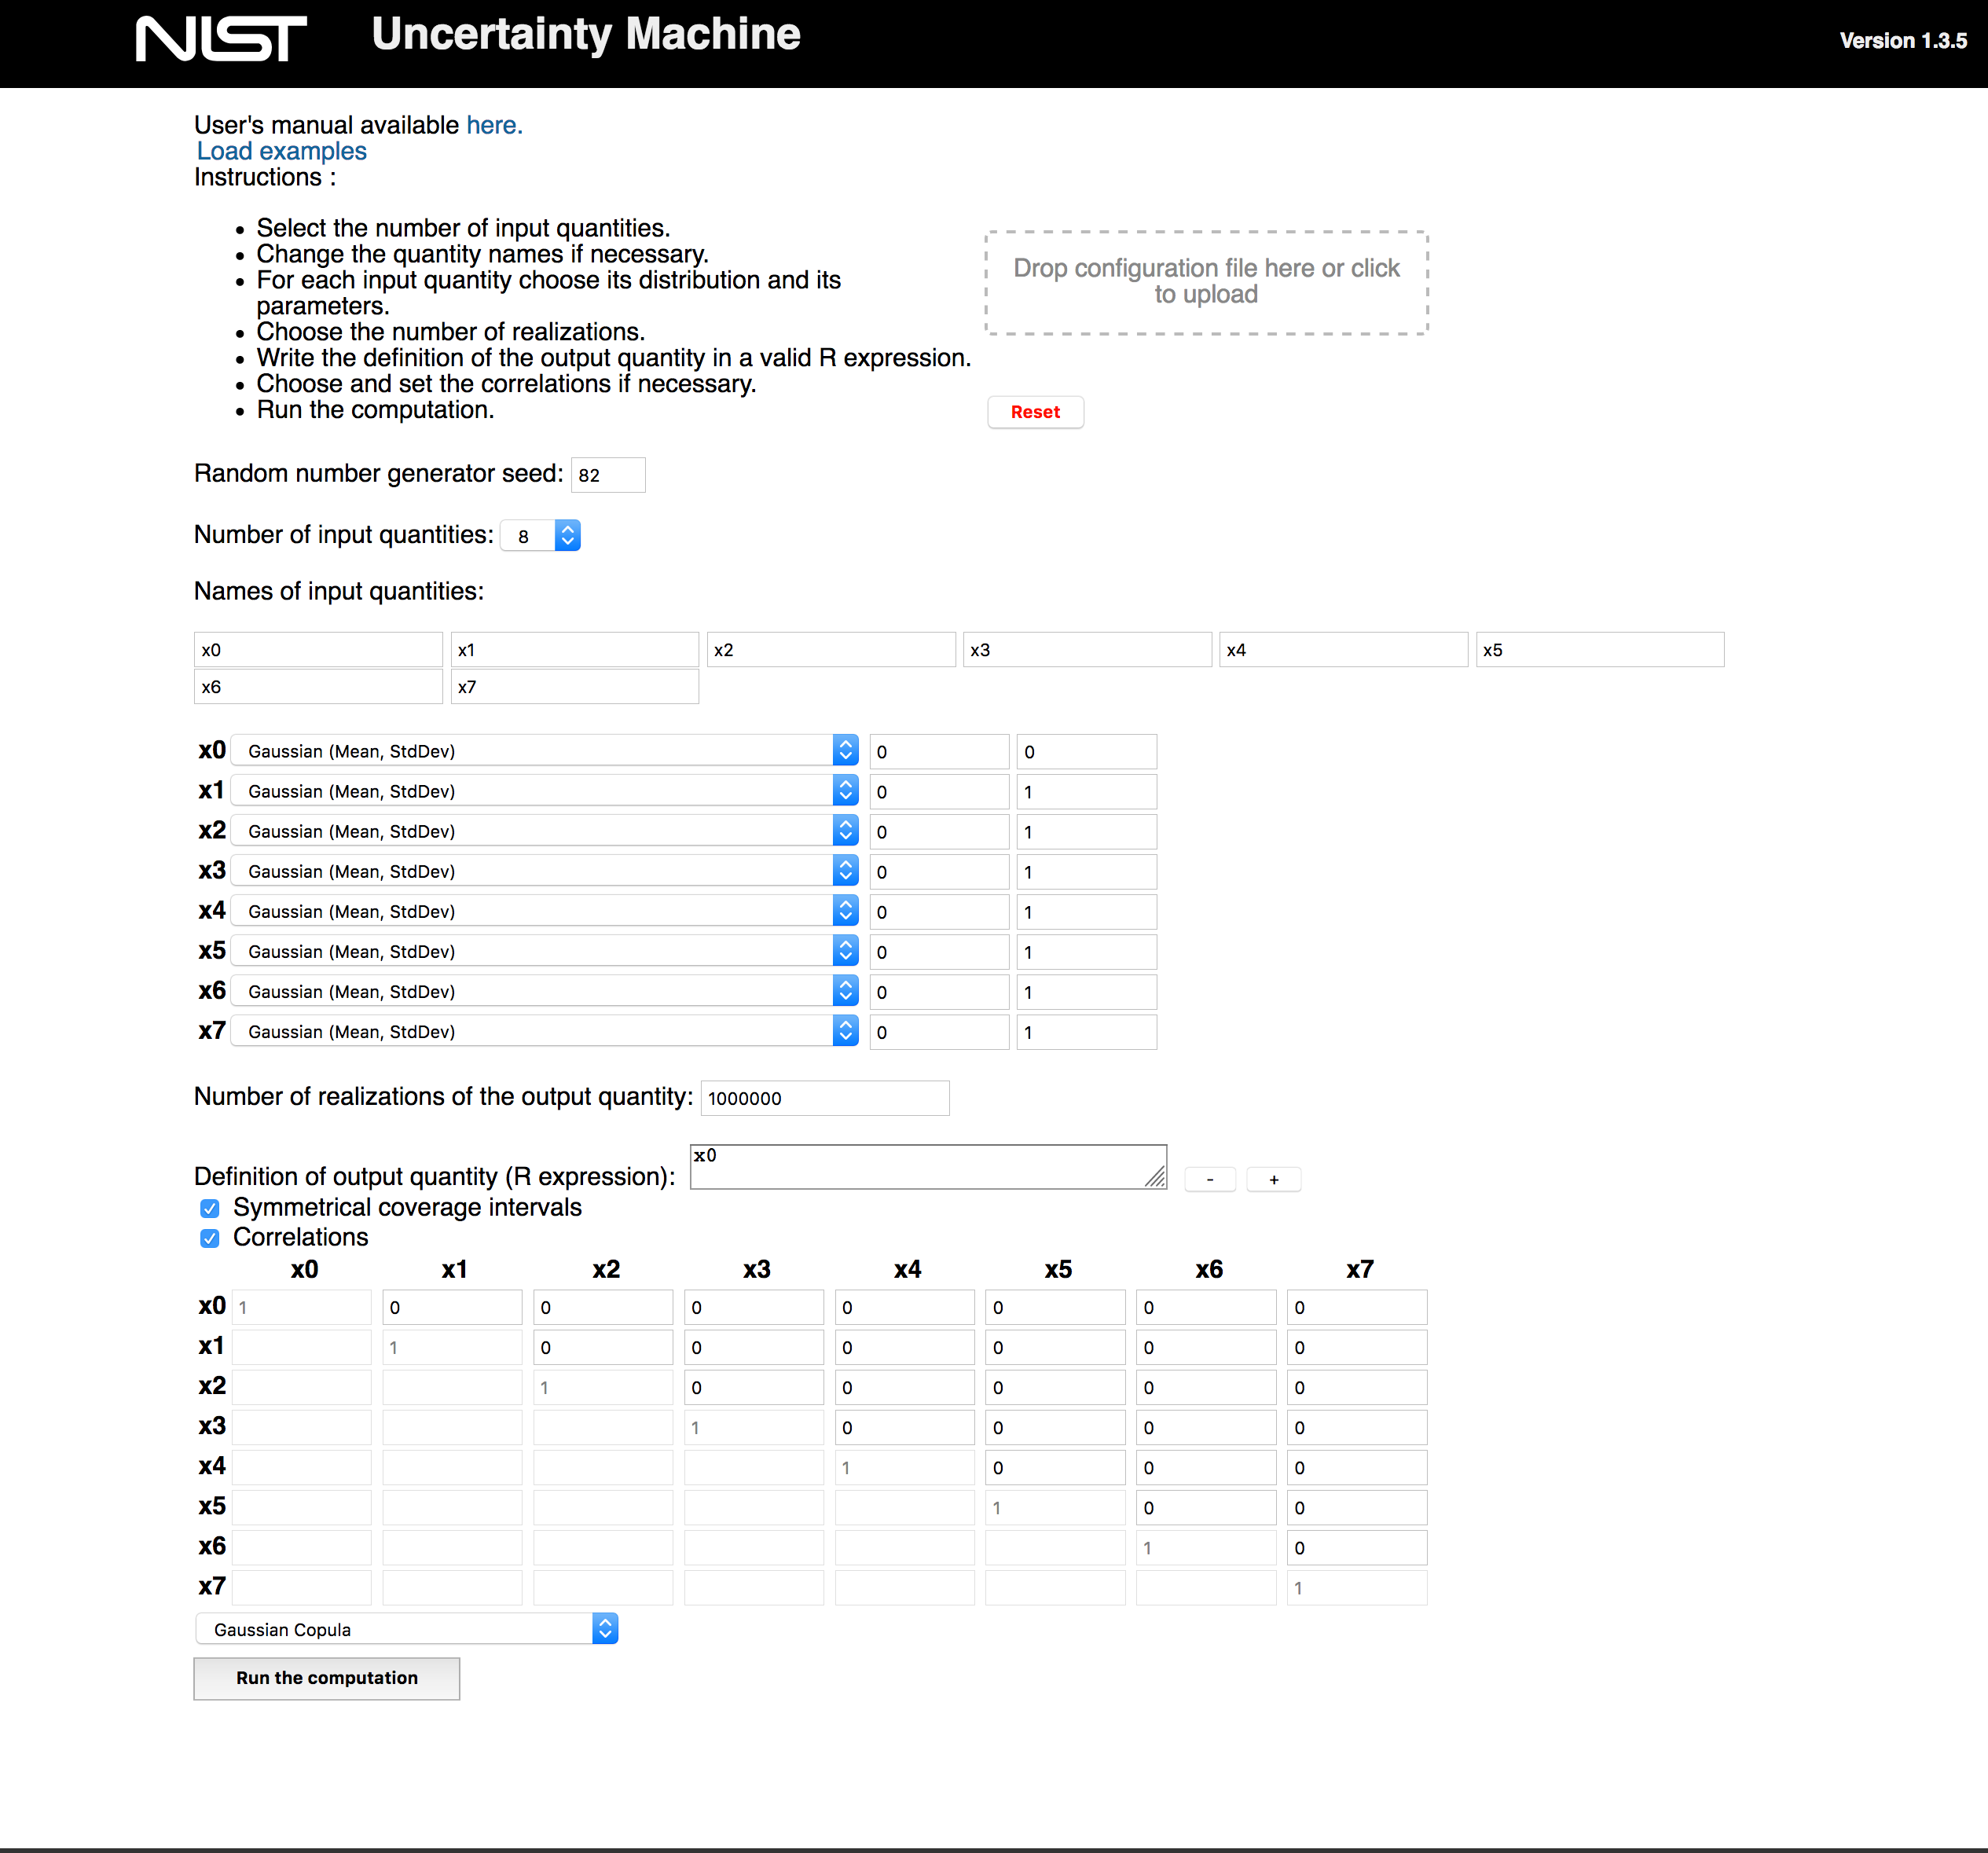 NIST Uncertainty Machine Version 1.3.5
User's manual available here.
Load examples
Instructions :
• Select the number of input quantities.
• Change the quantity names if necessary.
• For each input quantity choose its distribution and its
parameters.
• Choose the number of realizations.
• Write the definition of the output quantity in a valid R expression.
• Choose and set the correlations if necessary.
• Run the computation.
Drop configuration file here or click
to upload
Reset
Random number generator seed: 82
Number of input quantities: 8
Names of input quantities:
x0 x1 x2 x3 x4 x5
x6 x7
x0 Gaussian (Mean, StdDev) 0 0
x1 Gaussian (Mean, StdDev) 0 1
x2 Gaussian (Mean, StdDev) 0 1
x3 Gaussian (Mean, StdDev) 0 1
x4 Gaussian (Mean, StdDev) 0 1
x5 Gaussian (Mean, StdDev) 0 1
x6 Gaussian (Mean, StdDev) 0 1
x7 Gaussian (Mean, StdDev) 0 1
Number of realizations of the output quantity: 1000000
Definition of output quantity (R expression): x0 - +
Symmetrical coverage intervals
Correlations
x0 x1 x2 x3 x4 x5 x6 x7
x0 1 0 0 0 0 0 0 0
x1 1 0 0 0 0 0 0
x2 1 0 0 0 0 0
x3 1 0 0 0 0
x4 1 0 0 0
x5 1 0 0
x6 1 0
x7 1
Gaussian Copula
Run the computation